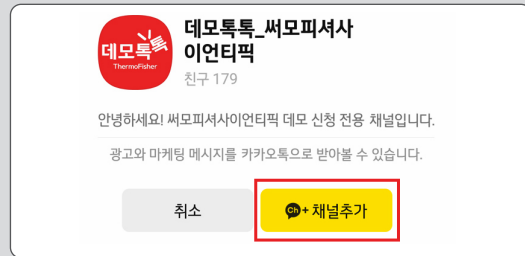 데모톡톡
ThermoFisher
데모톡톡_써모피셔사
이언티픽
친구 179
안녕하세요! 써모피셔사이언티픽 데모 신청 전용 채널입니다.
광고와 마케팅 메시지를 카카오톡으로 받아볼 수 있습니다.
취소
Ch+ 채널추가